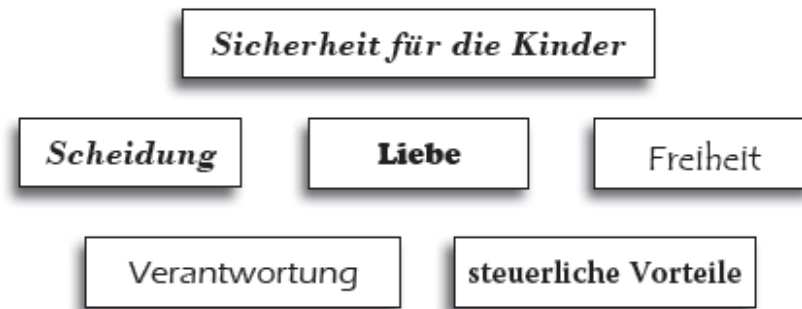 Sicherheit für die Kinder
Scheidung
Liebe
Freiheit
Verantwortung
steuerliche Vorteile